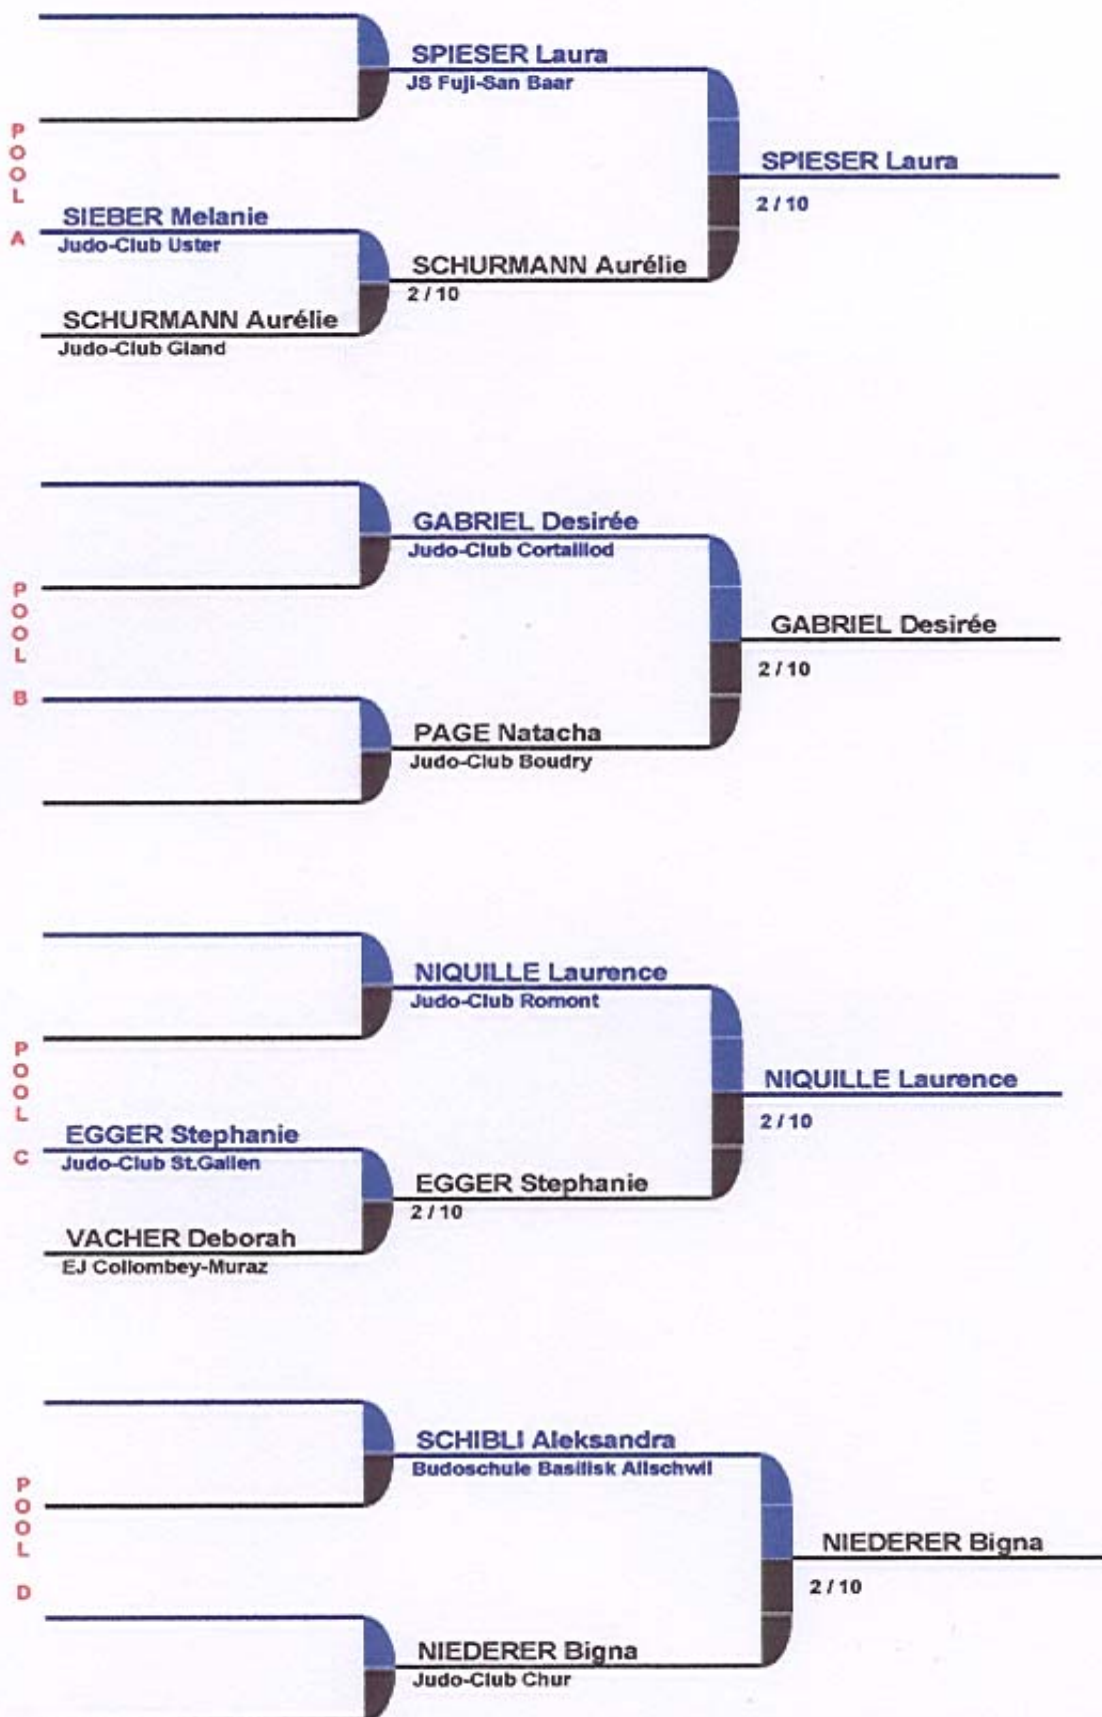 SPIESER Laura
JS Fuji-San Baar
POOL A
SPIESER Laura
2 / 10
SIEBER Melanie
Judo-Club Uster
SCHURMANN Aurélie
2 / 10
SCHURMANN Aurélie
Judo-Club Gland
GABRIEL Desirée
Judo-Club Cortaillod
POOL B
GABRIEL Desirée
2 / 10
PAGE Natacha
Judo-Club Boudry
NIQUILLE Laurence
Judo-Club Romont
POOL C
NIQUILLE Laurence
2 / 10
EGGER Stephanie
Judo-Club St.Gallen
EGGER Stephanie
2 / 10
VACHER Deborah
EJ Collombey-Muraz
SCHIBLI Aleksandra
Budoschule Basilisk Allschwil
POOL D
NIEDERER Bigna
2 / 10
NIEDERER Bigna
Judo-Club Chur